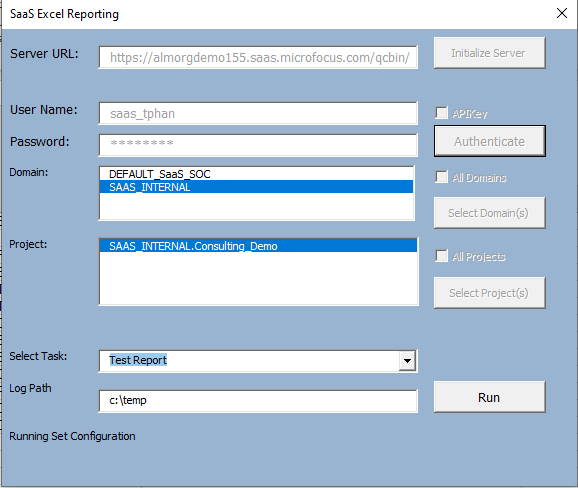 SaaS Excel Reporting
Server URL: https://almorgdemo155.saas.microfocus.com/qcbin/ Initialize Server
User Name: saas_tphan APIKey
Password: ******** Authenticate
Domain: DEFAULT_SaaS_SOC
SAAS_INTERNAL All Domains
Select Domain(s)
Project: SAAS_INTERNAL.Consulting_Demo
All Projects
Select Project(s)
Select Task: Test Report
Log Path
c:\temp Run
Running Set Configuration